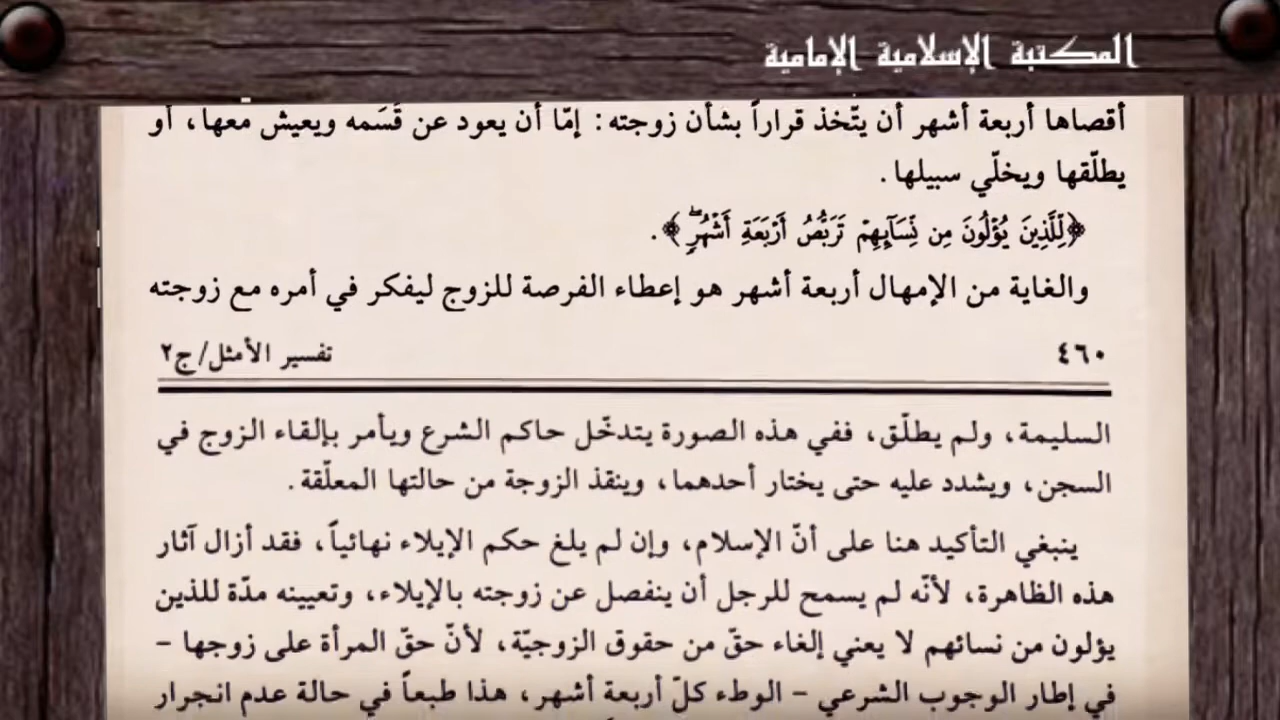 المكتبة الإسلامية الإمامية
أقصاها أربعة أشهر أن يتّخذ قراراً بشأن زوجته: إمّا أن يعود عن قَسَمه ويعيش معها، أو
يطلّقها ويخلّي سبيلها.
﴿لِّلَّذِينَ يُؤْلُونَ مِن نِّسَآئِهِمْ تَرَبُّصُ أَرْبَعَةِ أَشْهُرٍۖ﴾.
والغاية من الإمهال أربعة أشهر هو إعطاء الفرصة للزوج ليفكر في أمره مع زوجته
٤٦٠ تفسير الأمثل/ج٢
السليمة، ولم يطلّق، ففي هذه الصورة يتدخّل حاكم الشرع ويأمر بإلقاء الزوج في
السجن، ويشدد عليه حتى يختار أحدهما، وينقذ الزوجة من حالتها المعلّقة.
ينبغي التأكيد هنا على أنّ الإسلام، وإن لم يلغ حكم الإيلاء نهائياً، فقد أزال آثار
هذه الظاهرة، لأنّه لم يسمح للرجل أن ينفصل عن زوجته بالإيلاء، وتعيينه مدّة للذين
يؤلون من نسائهم لا يعني إلغاء حقّ من حقوق الزوجيّة، لأنّ حقّ المرأة على زوجها –
في إطار الوجوب الشرعي – الوطء كلّ أربعة أشهر، هذا طبعاً في حالة عدم انجرار